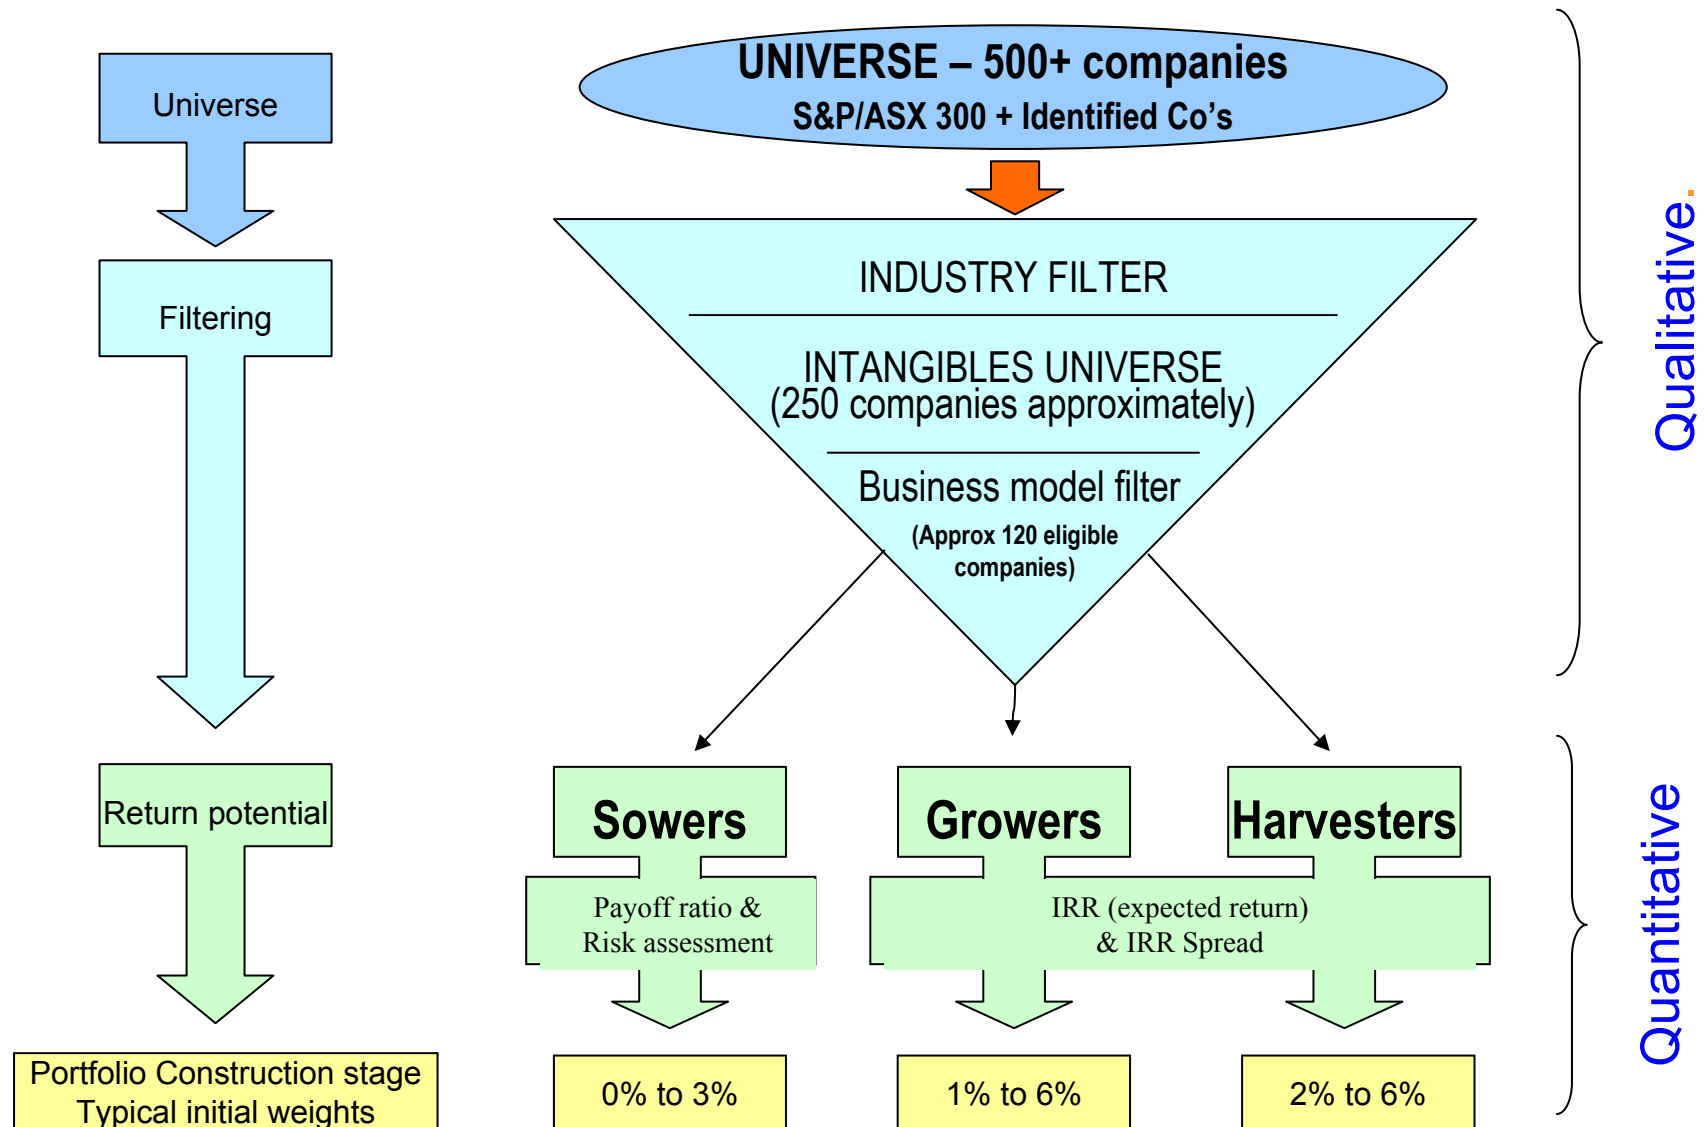 Universe
UNIVERSE – 500+ companies
S&P/ASX 300 + Identified Co's
Filtering
INDUSTRY FILTER
INTANGIBLES UNIVERSE
(250 companies approximately)
Business model filter
(Approx 120 eligible
companies)
Qualitative.
Return potential
Sowers
Growers
Harvesters
Payoff ratio &
Risk assessment
IRR (expected return)
& IRR Spread
Quantitative
Portfolio Construction stage
Typical initial weights
0% to 3%
1% to 6%
2% to 6%